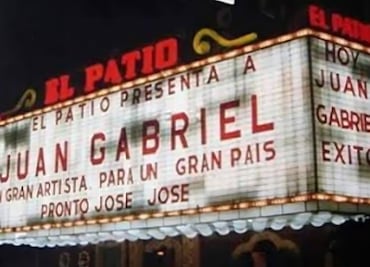 EL PATIO
EL PATIO PRESENTA A
JUAN GABRIEL
UN GRAN ARTISTA. PARA UN GRAN PAIS
PRONTO JOSE JOSE
EL PATIO
HOY
JUAN
GABRIEL
EXITO